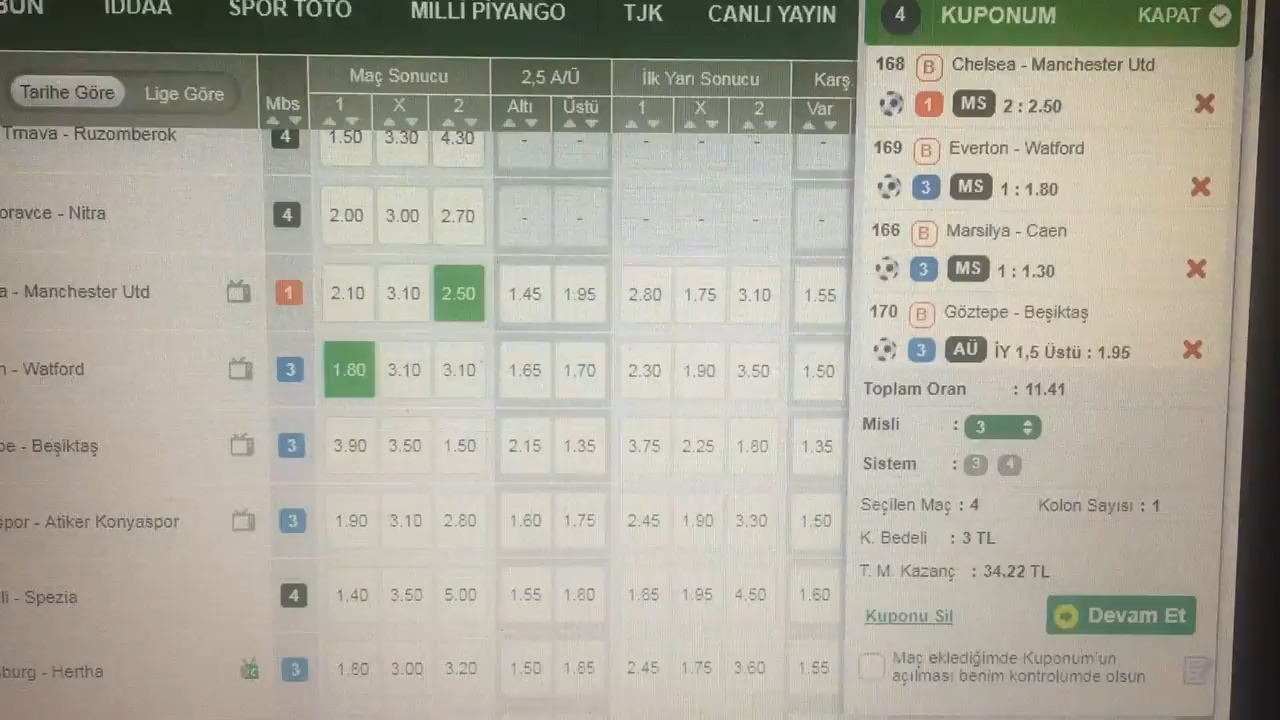 İDDAA SPOR TOTO MİLLİ PİYANGO TJK CANLI YAYIN
4 KUPONUM KAPAT
Tarihe Göre Lige Göre
Mbs
Maç Sonucu 2,5 A/Ü İlk Yarı Sonucu Karş.
1 X 2 Altı Üstü 1 X 2 Var
Trnava - Ruzomberok 4 1.50 3.30 4.30 - - - - - -
- Nitra 4 2.00 3.00 2.70 - - - - - -
- Manchester Utd 1 2.10 3.10 2.50 1.45 1.95 2.80 1.75 3.10 1.55
- Watford 3 1.80 3.10 3.10 1.65 1.70 2.30 1.90 3.50 1.50
- Beşiktaş 3 3.90 3.50 1.50 2.15 1.35 3.75 2.25 1.80 1.35
- Atiker Konyaspor 3 1.90 3.10 2.80 1.60 1.75 2.45 1.90 3.30 1.50
- Spezia 4 1.40 3.50 5.00 1.55 1.80 1.85 1.95 4.50 1.60
- Hertha 3 1.80 3.00 3.20 1.50 1.85 2.45 1.75 3.60 1.55
168 B Chelsea - Manchester Utd
1 MS 2 : 2.50
169 B Everton - Watford
3 MS 1 : 1.80
166 B Marsilya - Caen
3 MS 1 : 1.30
170 B Göztepe - Beşiktaş
3 AÜ İY 1,5 Üstü : 1.95
Toplam Oran : 11.41
Misli : 3
Sistem : 3 4
Seçilen Maç : 4 Kolon Sayısı : 1
K. Bedeli : 3 TL
T. M. Kazanç : 34,22 TL
Kuponu Sil Devam Et
Maç eklediğimde Kuponum'un
açılması benim kontrolümde olsun